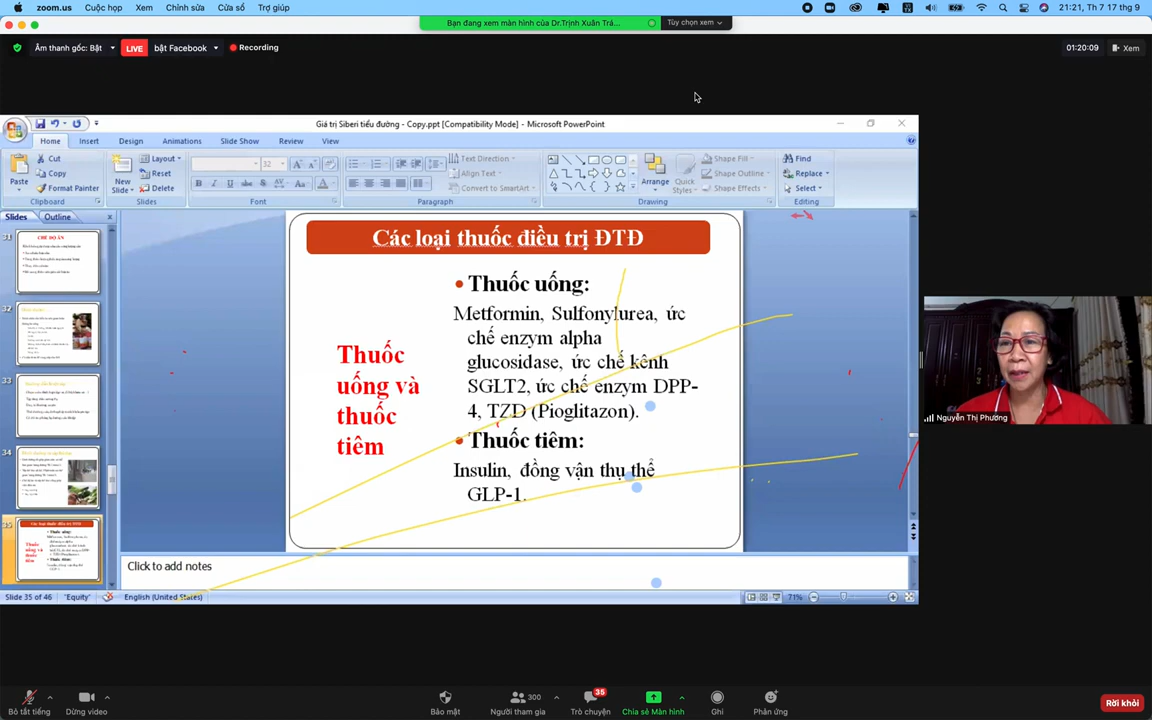 zoom.us Cuộc họp Xem Chỉnh sửa Cửa sổ Trợ giúp
21:21, Th 7 17 thg 9
Bạn đang xem màn hình của Dr.Trịnh Xuân Trá...
Tùy chọn xem
Âm thanh gốc: Bật
LIVE bật Facebook
Recording
01:20:09
Xem
Giá trị Siberi tiểu đường - Copy.ppt [Compatibility Mode] - Microsoft PowerPoint
Home Insert Design Animations Slide Show Review View
Paste
Cut
Copy
Format Painter
Clipboard
New Slide
Layout
Reset
Delete
Slides
32
Font
Text Direction
Align Text
Convert to SmartArt
Paragraph
Arrange
Quick Styles
Shape Fill
Shape Outline
Shape Effects
Drawing
Find
Replace
Select
Editing
Slides Outline
31
CHẾ ĐỘ ĂN
32
33
34
35
Các loại thuốc điều trị ĐTĐ
Thuốc
uống và
thuốc
tiêm
• Thuốc uống:
Metformin, Sulfonylurea, ức
chế enzym alpha
glucosidase, ức chế kênh
SGLT2, ức chế enzym DPP-
4, TZD (Pioglitazon).
• Thuốc tiêm:
Insulin, đồng vận thụ thể
GLP-1.
Click to add notes
Slide 35 of 46
"Equity"
English (United States)
71%
Nguyễn Thị Phương
Bỏ tắt tiếng
Dừng video
Bảo mật
300
Người tham gia
35
Trò chuyện
Chia sẻ Màn hình
Ghi
Phản ứng
Rời khỏi